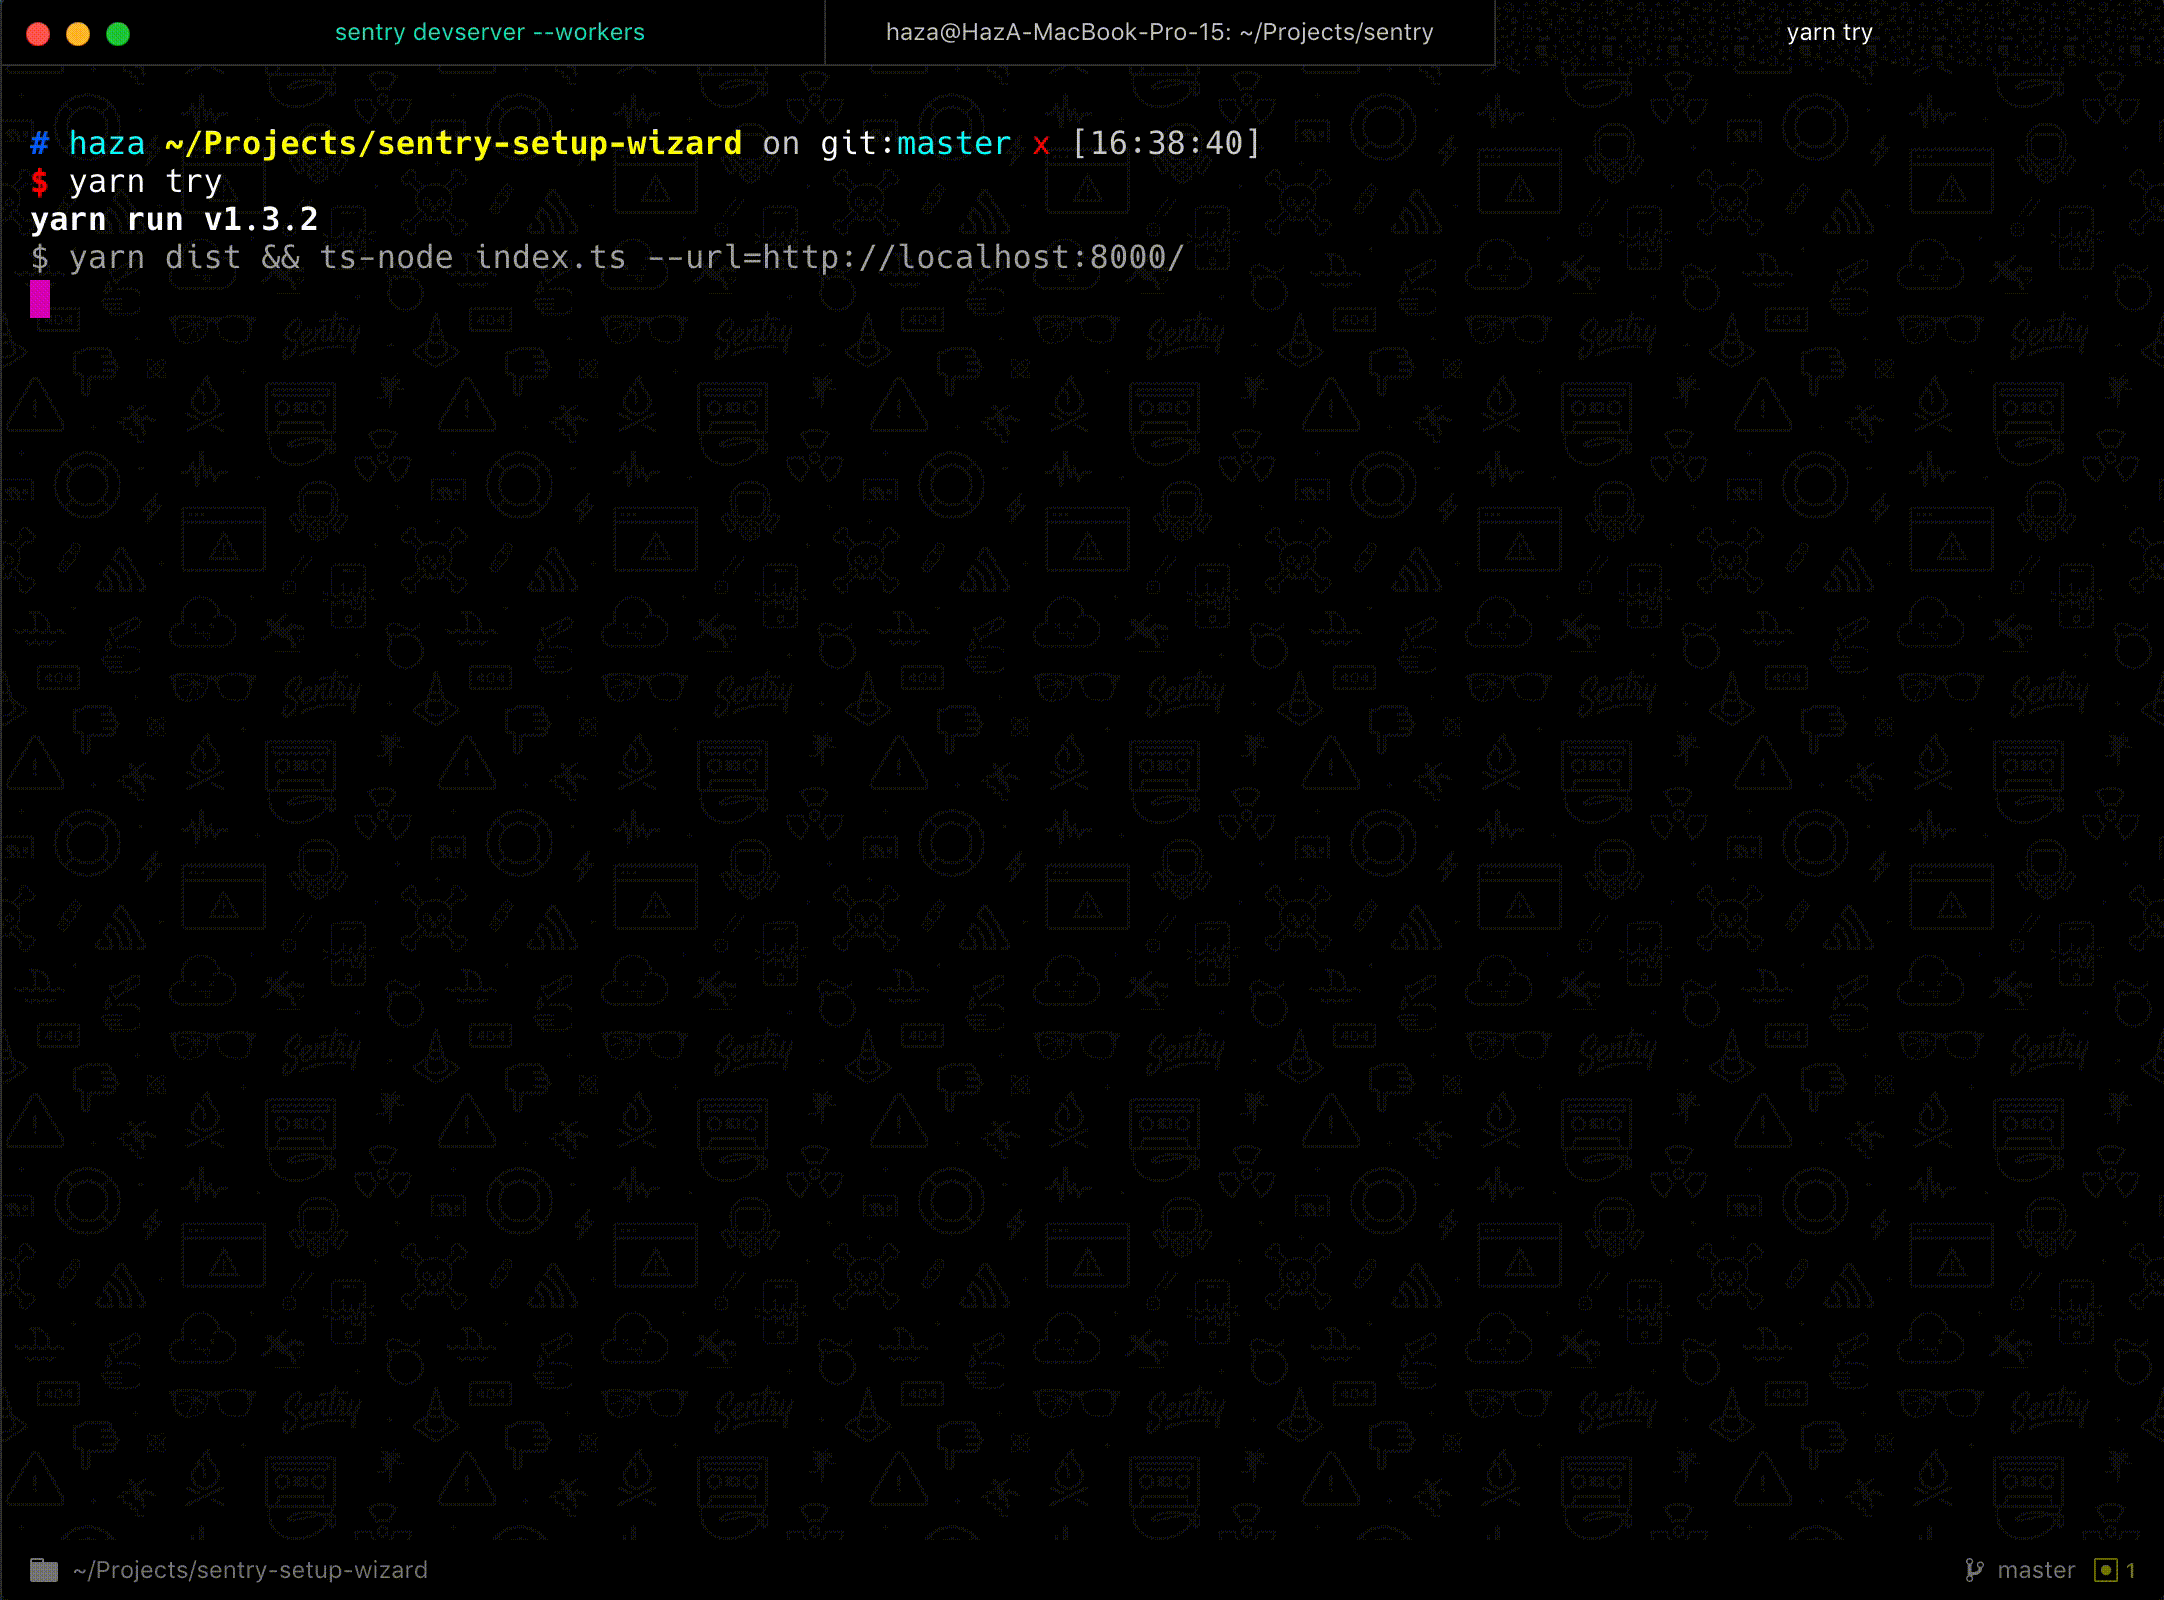 sentry devserver --workers
haza@HazA-MacBook-Pro-15: ~/Projects/sentry
yarn try
# haza ~/Projects/sentry-setup-wizard on git:master x [16:38:40]
$ yarn try
yarn run v1.3.2
$ yarn dist && ts-node index.ts --url=http://localhost:8000/
~/Projects/sentry-setup-wizard
master
1